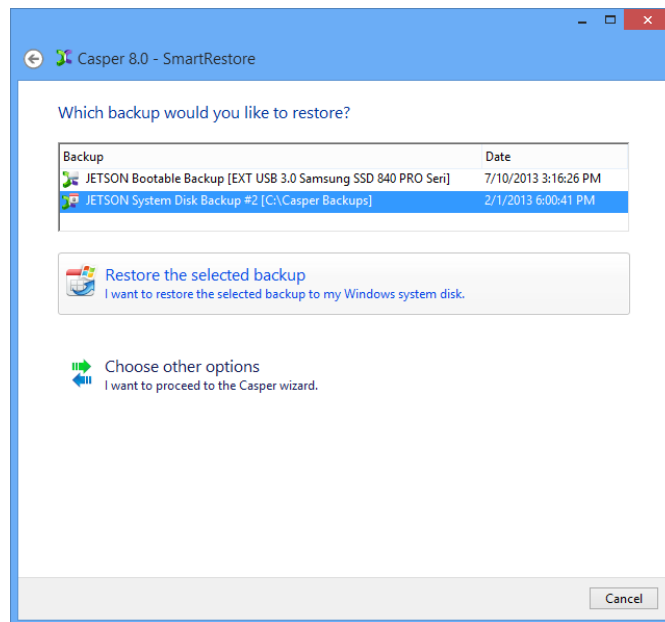 Casper 8.0 - SmartRestore
Which backup would you like to restore?
Backup Date
JETSON Bootable Backup [EXT USB 3.0 Samsung SSD 840 PRO Seri] 7/10/2013 3:16:26 PM
JETSON System Disk Backup #2 [C:\Casper Backups] 2/1/2013 6:00:41 PM
Restore the selected backup
I want to restore the selected backup to my Windows system disk.
Choose other options
I want to proceed to the Casper wizard.
Cancel